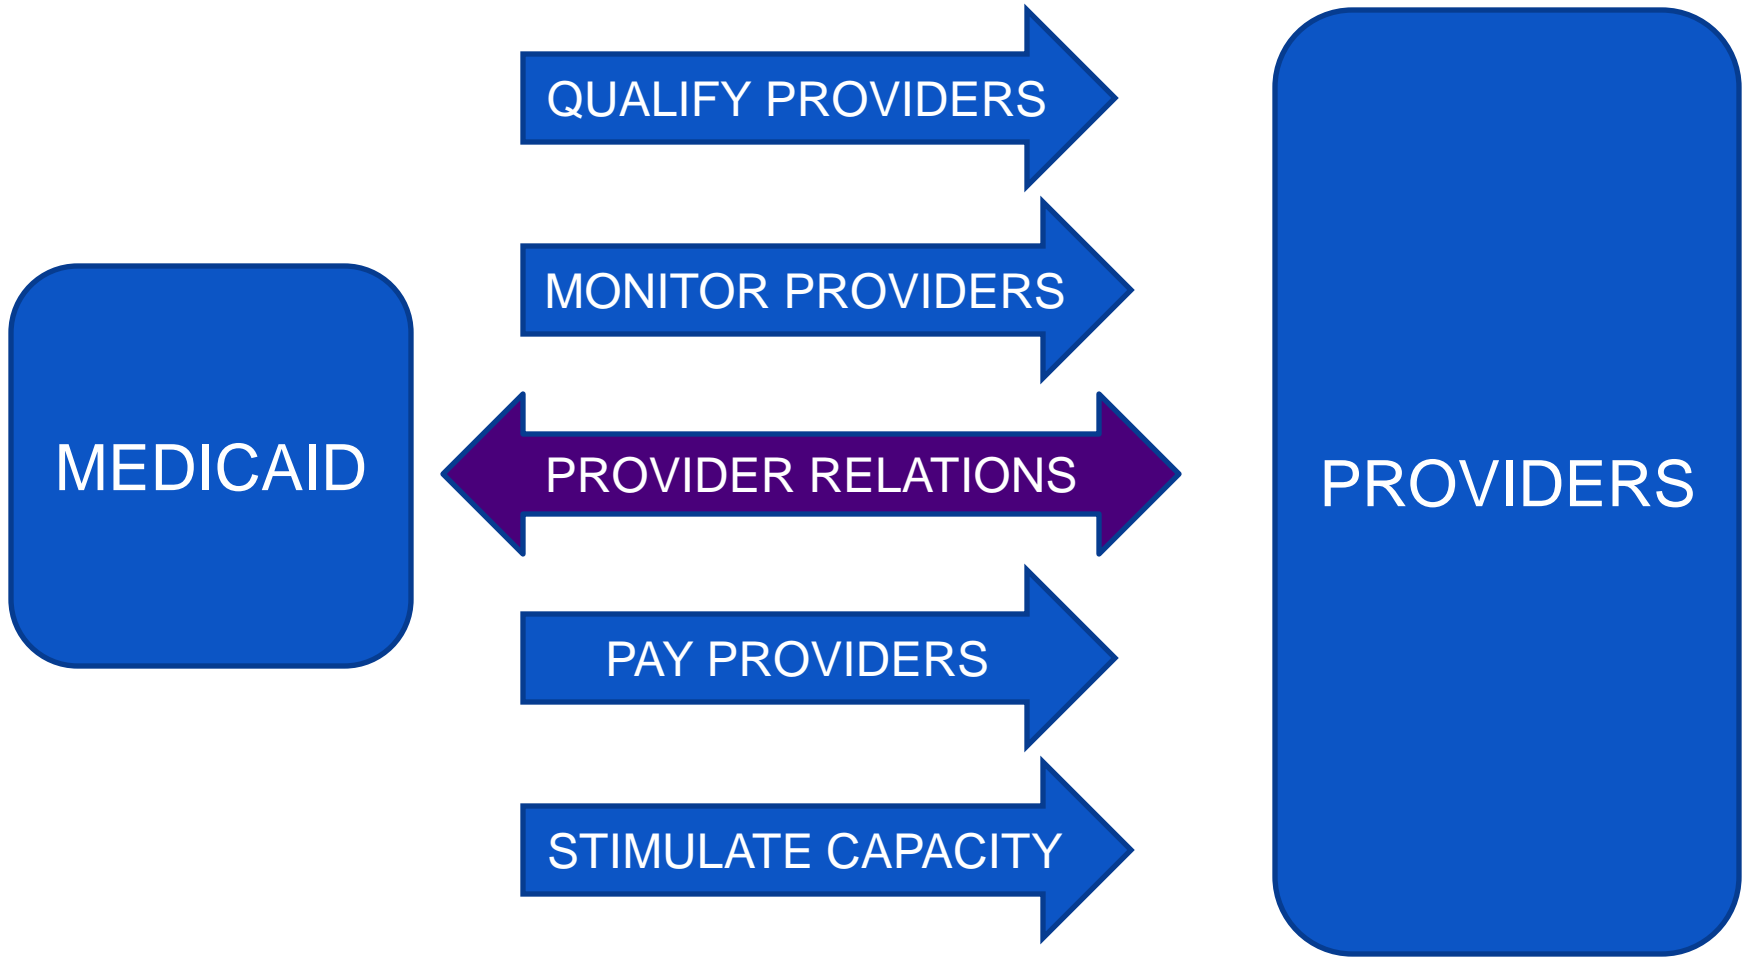 QUALIFY PROVIDERS
MONITOR PROVIDERS
MEDICAID
PROVIDER RELATIONS
PROVIDERS
PAY PROVIDERS
STIMULATE CAPACITY